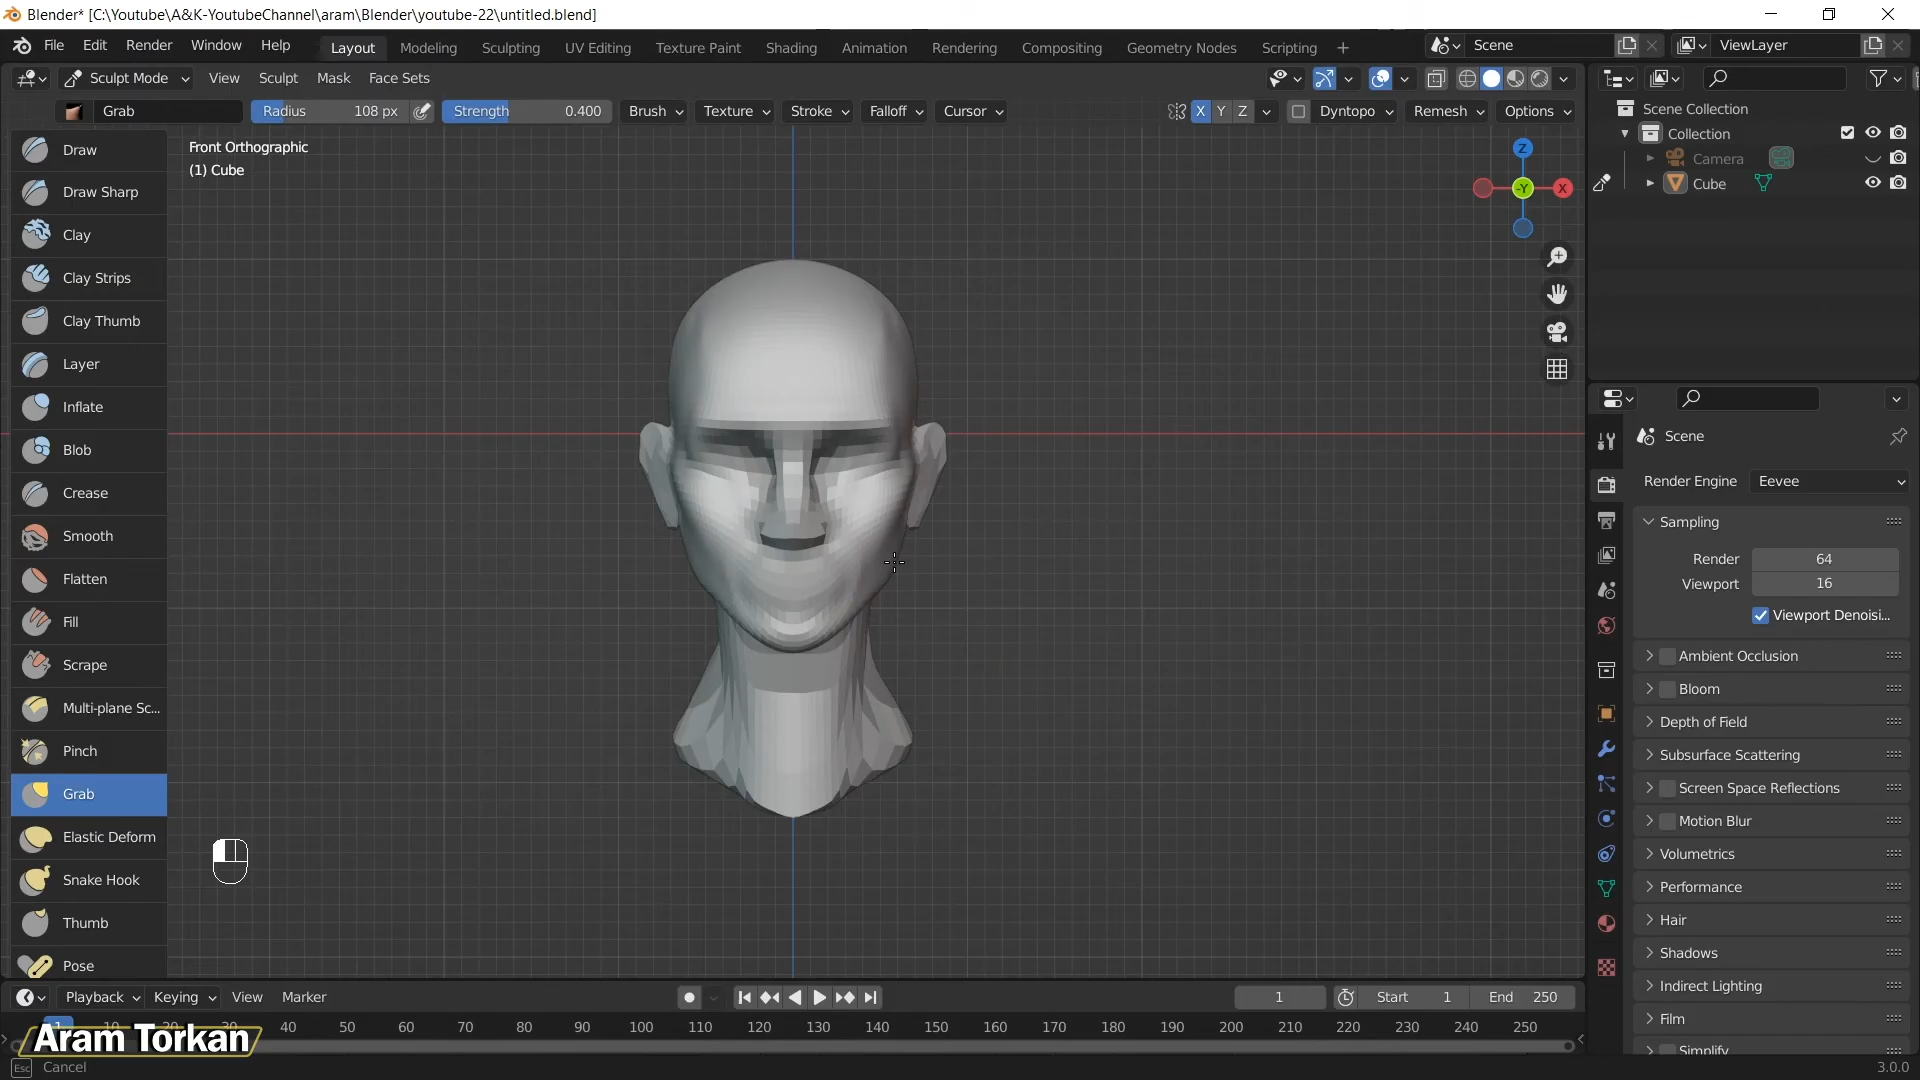 Blender* [C:\Youtube\A&K-YoutubeChannel\aram\Blender\youtube-22\untitled.blend]
File Edit Render Window Help Layout Modeling Sculpting UV Editing Texture Paint Shading Animation Rendering Compositing Geometry Nodes Scripting + Scene ViewLayer
Sculpt Mode View Sculpt Mask Face Sets
Grab Radius 108 px Strength 0.400 Brush Texture Stroke Falloff Cursor X Y Z Dyntopo Remesh Options
Front Orthographic
(1) Cube
Z
-Y
X
Draw
Draw Sharp
Clay
Clay Strips
Clay Thumb
Layer
Inflate
Blob
Crease
Smooth
Flatten
Fill
Scrape
Multi-plane Sc...
Pinch
Grab
Elastic Deform
Snake Hook
Thumb
Pose
Scene Collection
Collection
Camera
Cube
Scene
Render Engine Eevee
Sampling
Render 64
Viewport 16
Viewport Denoisi...
Ambient Occlusion
Bloom
Depth of Field
Subsurface Scattering
Screen Space Reflections
Motion Blur
Volumetrics
Performance
Hair
Shadows
Indirect Lighting
Film
Simplify
Playback Keying View Marker 1 Start 1 End 250
1 10 20 30 40 50 60 70 80 90 100 110 120 130 140 150 160 170 180 190 200 210 220 230 240 250
Aram Torkan
Esc Cancel 3.0.0